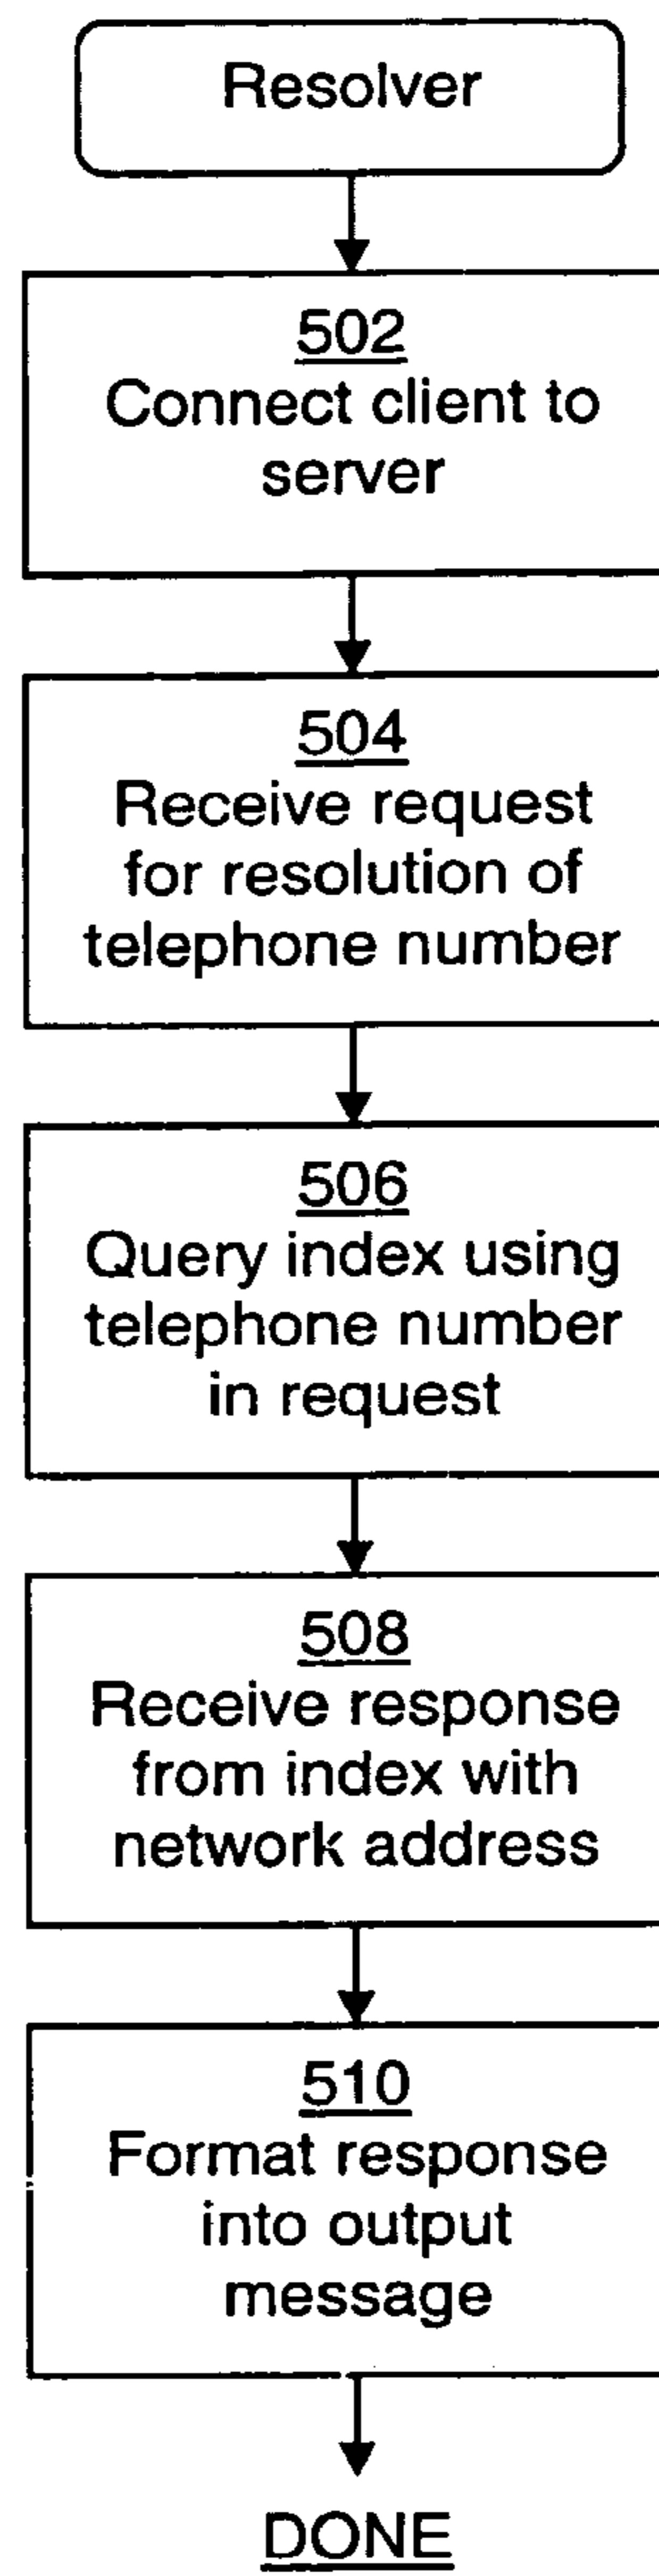 Resolver
502
Connect client to
server
504
Receive request
for resolution of
telephone number
506
Query index using
telephone number
in request
508
Receive response
from index with
network address
510
Format response
into output
message
DONE